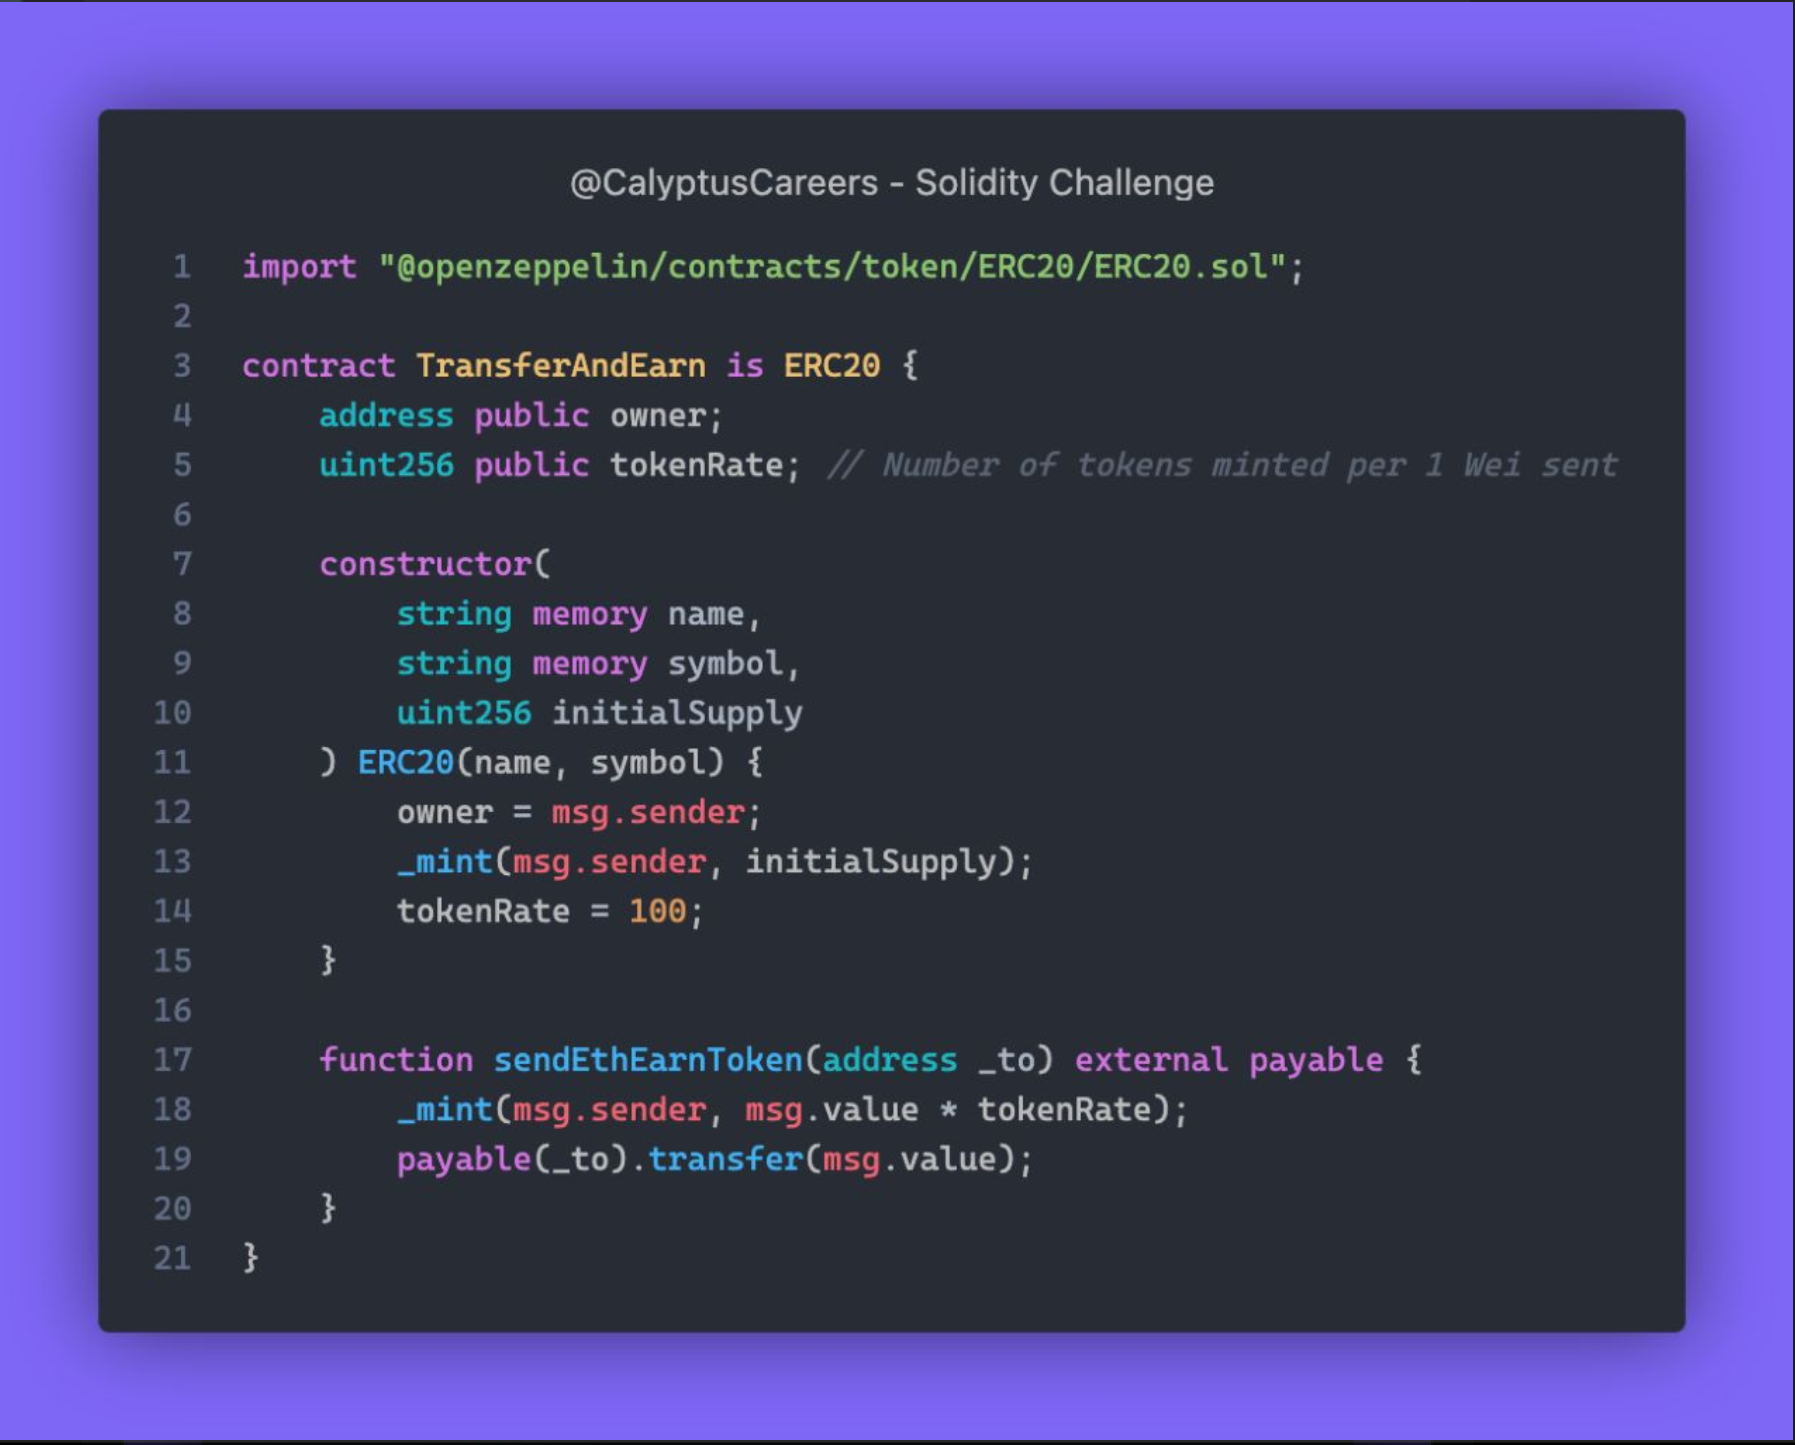 @CalyptusCareers - Solidity Challenge
1 import "@openzeppelin/contracts/token/ERC20/ERC20.sol";
2
3 contract TransferAndEarn is ERC20 {
4     address public owner;
5     uint256 public tokenRate; // Number of tokens minted per 1 Wei sent
6
7     constructor(
8         string memory name,
9         string memory symbol,
10         uint256 initialSupply
11     ) ERC20(name, symbol) {
12         owner = msg.sender;
13         _mint(msg.sender, initialSupply);
14         tokenRate = 100;
15     }
16
17     function sendEthEarnToken(address _to) external payable {
18         _mint(msg.sender, msg.value * tokenRate);
19         payable(_to).transfer(msg.value);
20     }
21 }